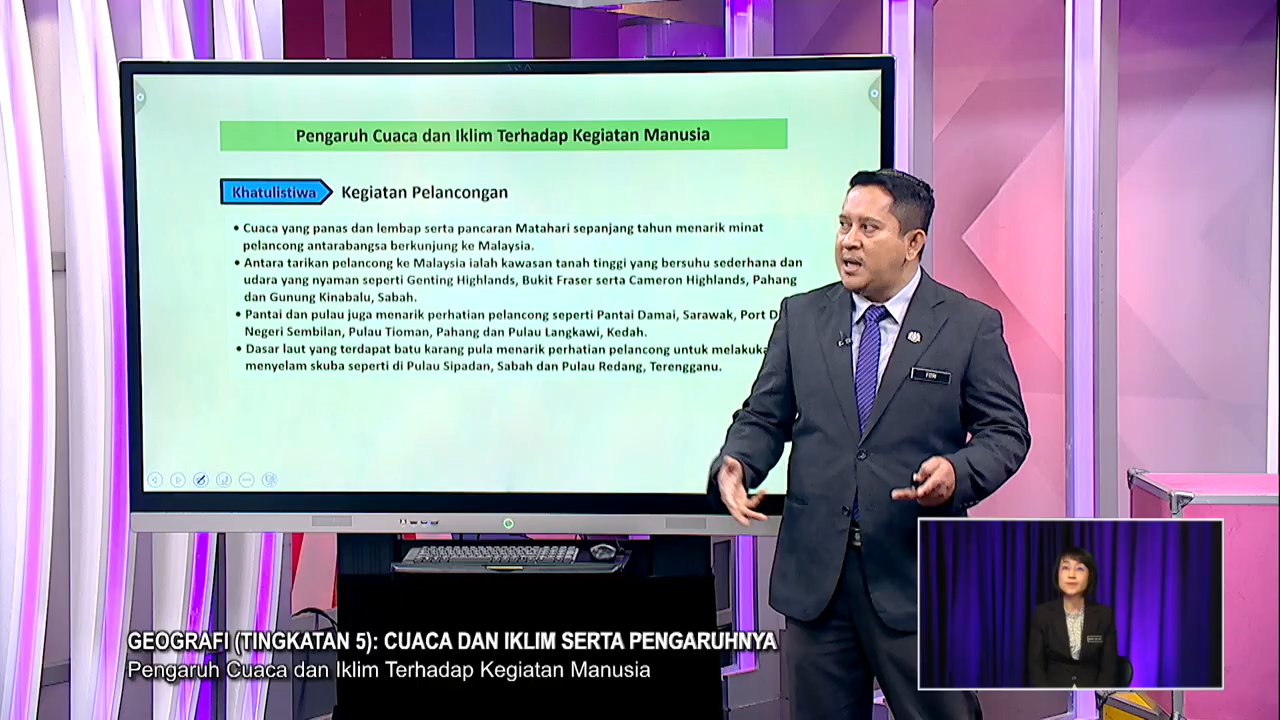 Pengaruh Cuaca dan Iklim Terhadap Kegiatan Manusia
Khatulistiwa
Kegiatan Pelancongan
• Cuaca yang panas dan lembap serta pancaran Matahari sepanjang tahun menarik minat
pelancong antarabangsa berkunjung ke Malaysia.
• Antara tarikan pelancong ke Malaysia ialah kawasan tanah tinggi yang bersuhu sederhana dan
udara yang nyaman seperti Genting Highlands, Bukit Fraser serta Cameron Highlands, Pahang
dan Gunung Kinabalu, Sabah.
• Pantai dan pulau juga menarik perhatian pelancong seperti Pantai Damai, Sarawak, Port D
Negeri Sembilan, Pulau Tioman, Pahang dan Pulau Langkawi, Kedah.
• Dasar laut yang terdapat batu karang pula menarik perhatian pelancong untuk melakuka
menyelam skuba seperti di Pulau Sipadan, Sabah dan Pulau Redang, Terengganu.
GEOGRAFI (TINGKATAN 5): CUACA DAN IKLIM SERTA PENGARUHNYA
Pengaruh Cuaca dan Iklim Terhadap Kegiatan Manusia